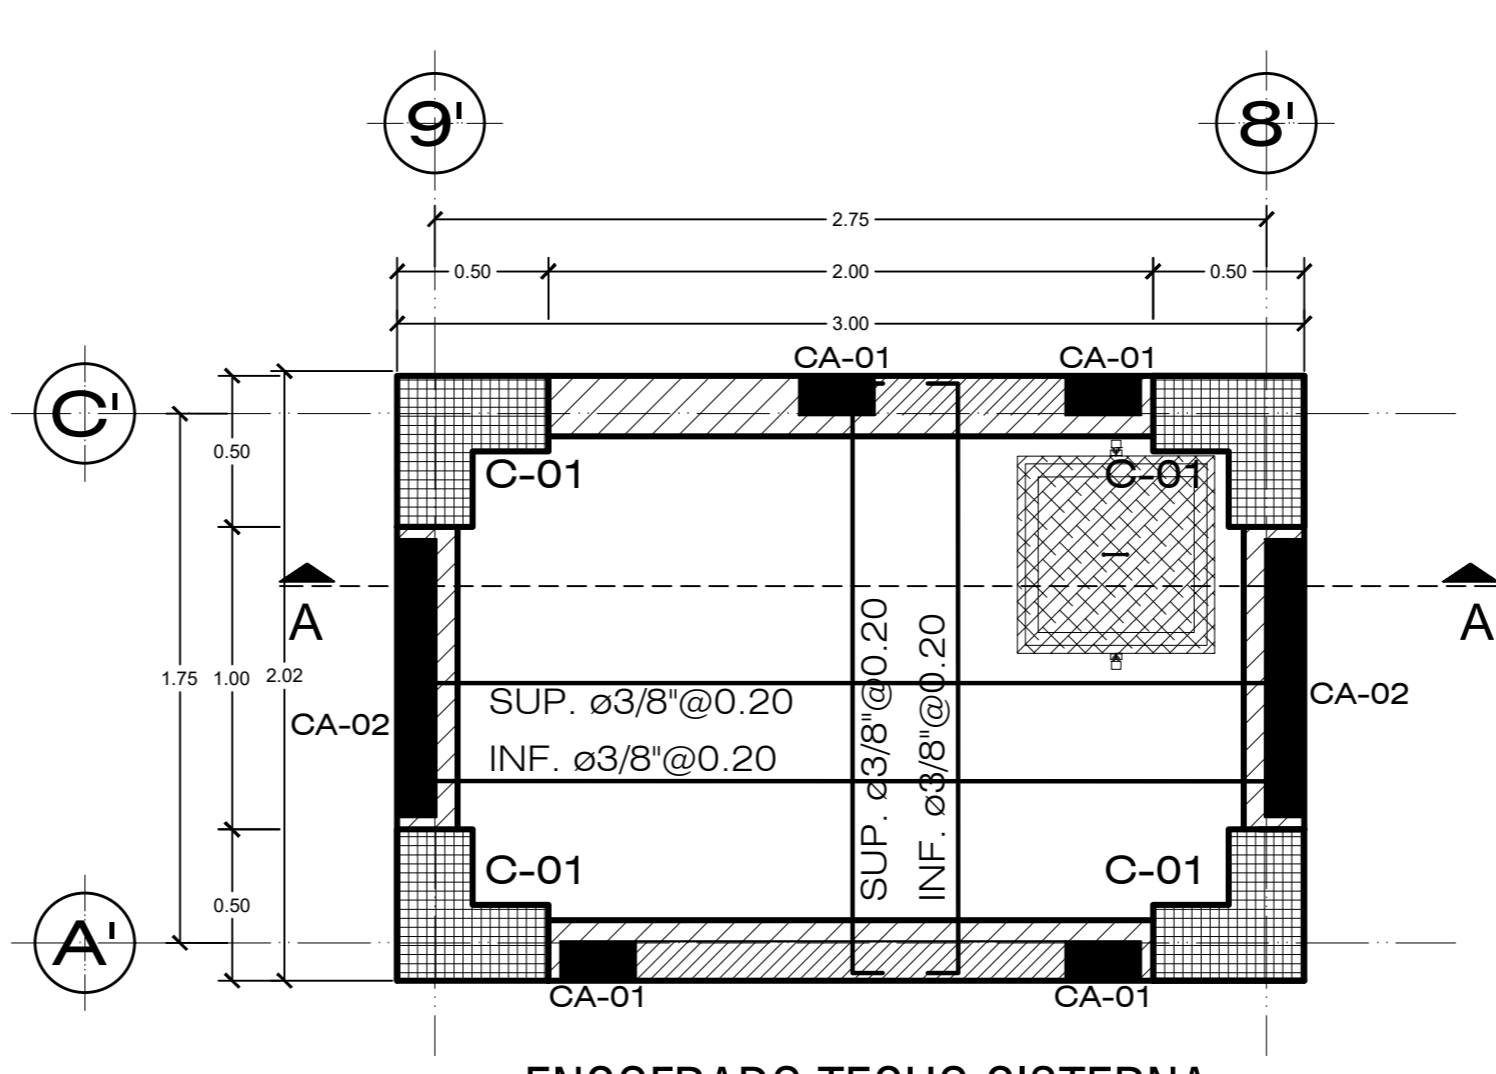 9' 8'
2.75
0.50 2.00 0.50
3.00
CA-01 CA-01
C'
0.50
C-01 C-01
A A
SUP. ø3/8"@0.20
INF. ø3/8"@0.20
1.75 1.00 2.02
SUP. ø3/8"@0.20
INF. ø3/8"@0.20
CA-02 CA-02
C-01 C-01
0.50
A'
CA-01 CA-01
ENCOFRADO TECHO CISTERNA